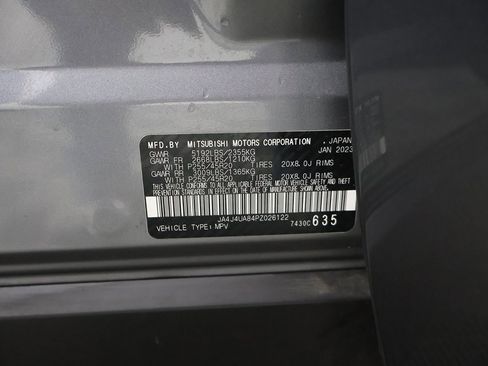 MFD.BY MITSUBISHI MOTORS CORPORATION , JAPAN
GVWR 5192LBS/2355KG JAN 2023
GAWR FR 2668LBS/1210KG
WITH P255/45R20 TIRES 20X8.0J RIMS
GAWR RR 3009LBS/1365KG
WITH P255/45R20 TIRES 20X8.0J RIMS
THIS VEHICLE CONFORMS TO ALL APPLICABLE FEDERAL MOTOR VEHICLE
SAFETY, BUMPER, AND THEFT PREVENTION STANDARDS IN EFFECT ON
THE DATE OF MANUFACTURE SHOWN ABOVE.
JA4J4UA84PZ026122
VEHICLE TYPE:MPV 7430C 635